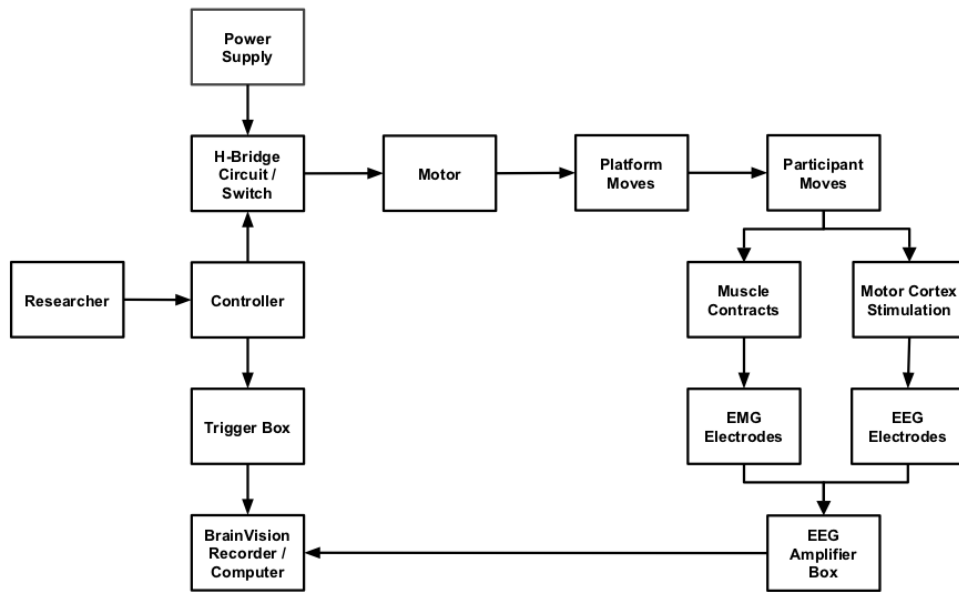 Power
Supply
H-Bridge
Circuit /
Switch
Motor
Platform
Moves
Participant
Moves
Researcher
Controller
Muscle
Contracts
Motor Cortex
Stimulation
Trigger Box
EMG
Electrodes
EEG
Electrodes
BrainVision
Recorder /
Computer
EEG
Amplifier
Box